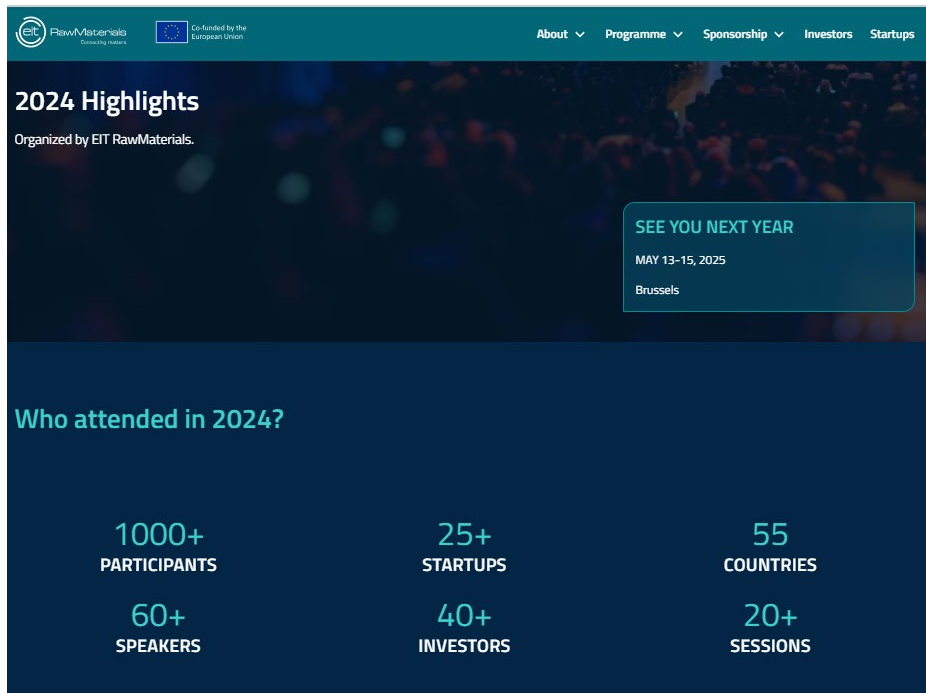 eit RawMaterials
Connecting matters
Co-funded by the
European Union
About
Programme
Sponsorship
Investors
Startups
2024 Highlights
Organized by EIT RawMaterials.
SEE YOU NEXT YEAR
MAY 13-15, 2025
Brussels
Who attended in 2024?
1000+
PARTICIPANTS
25+
STARTUPS
55
COUNTRIES
60+
SPEAKERS
40+
INVESTORS
20+
SESSIONS